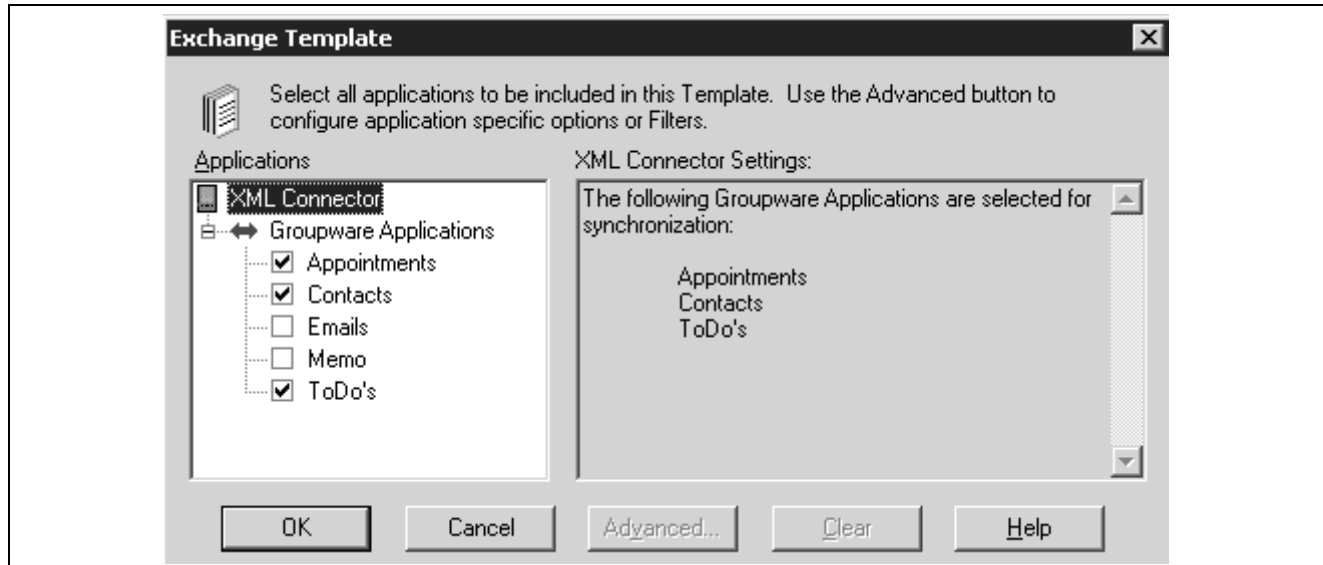 Exchange Template
Select all applications to be included in this Template.  Use the Advanced button to
configure application specific options or Filters.
Applications
XML Connector Settings:
XML Connector
Groupware Applications
Appointments
Contacts
Emails
Memo
ToDo's
The following Groupware Applications are selected for
synchronization:
Appointments
Contacts
ToDo's
OK
Cancel
Advanced...
Clear
Help